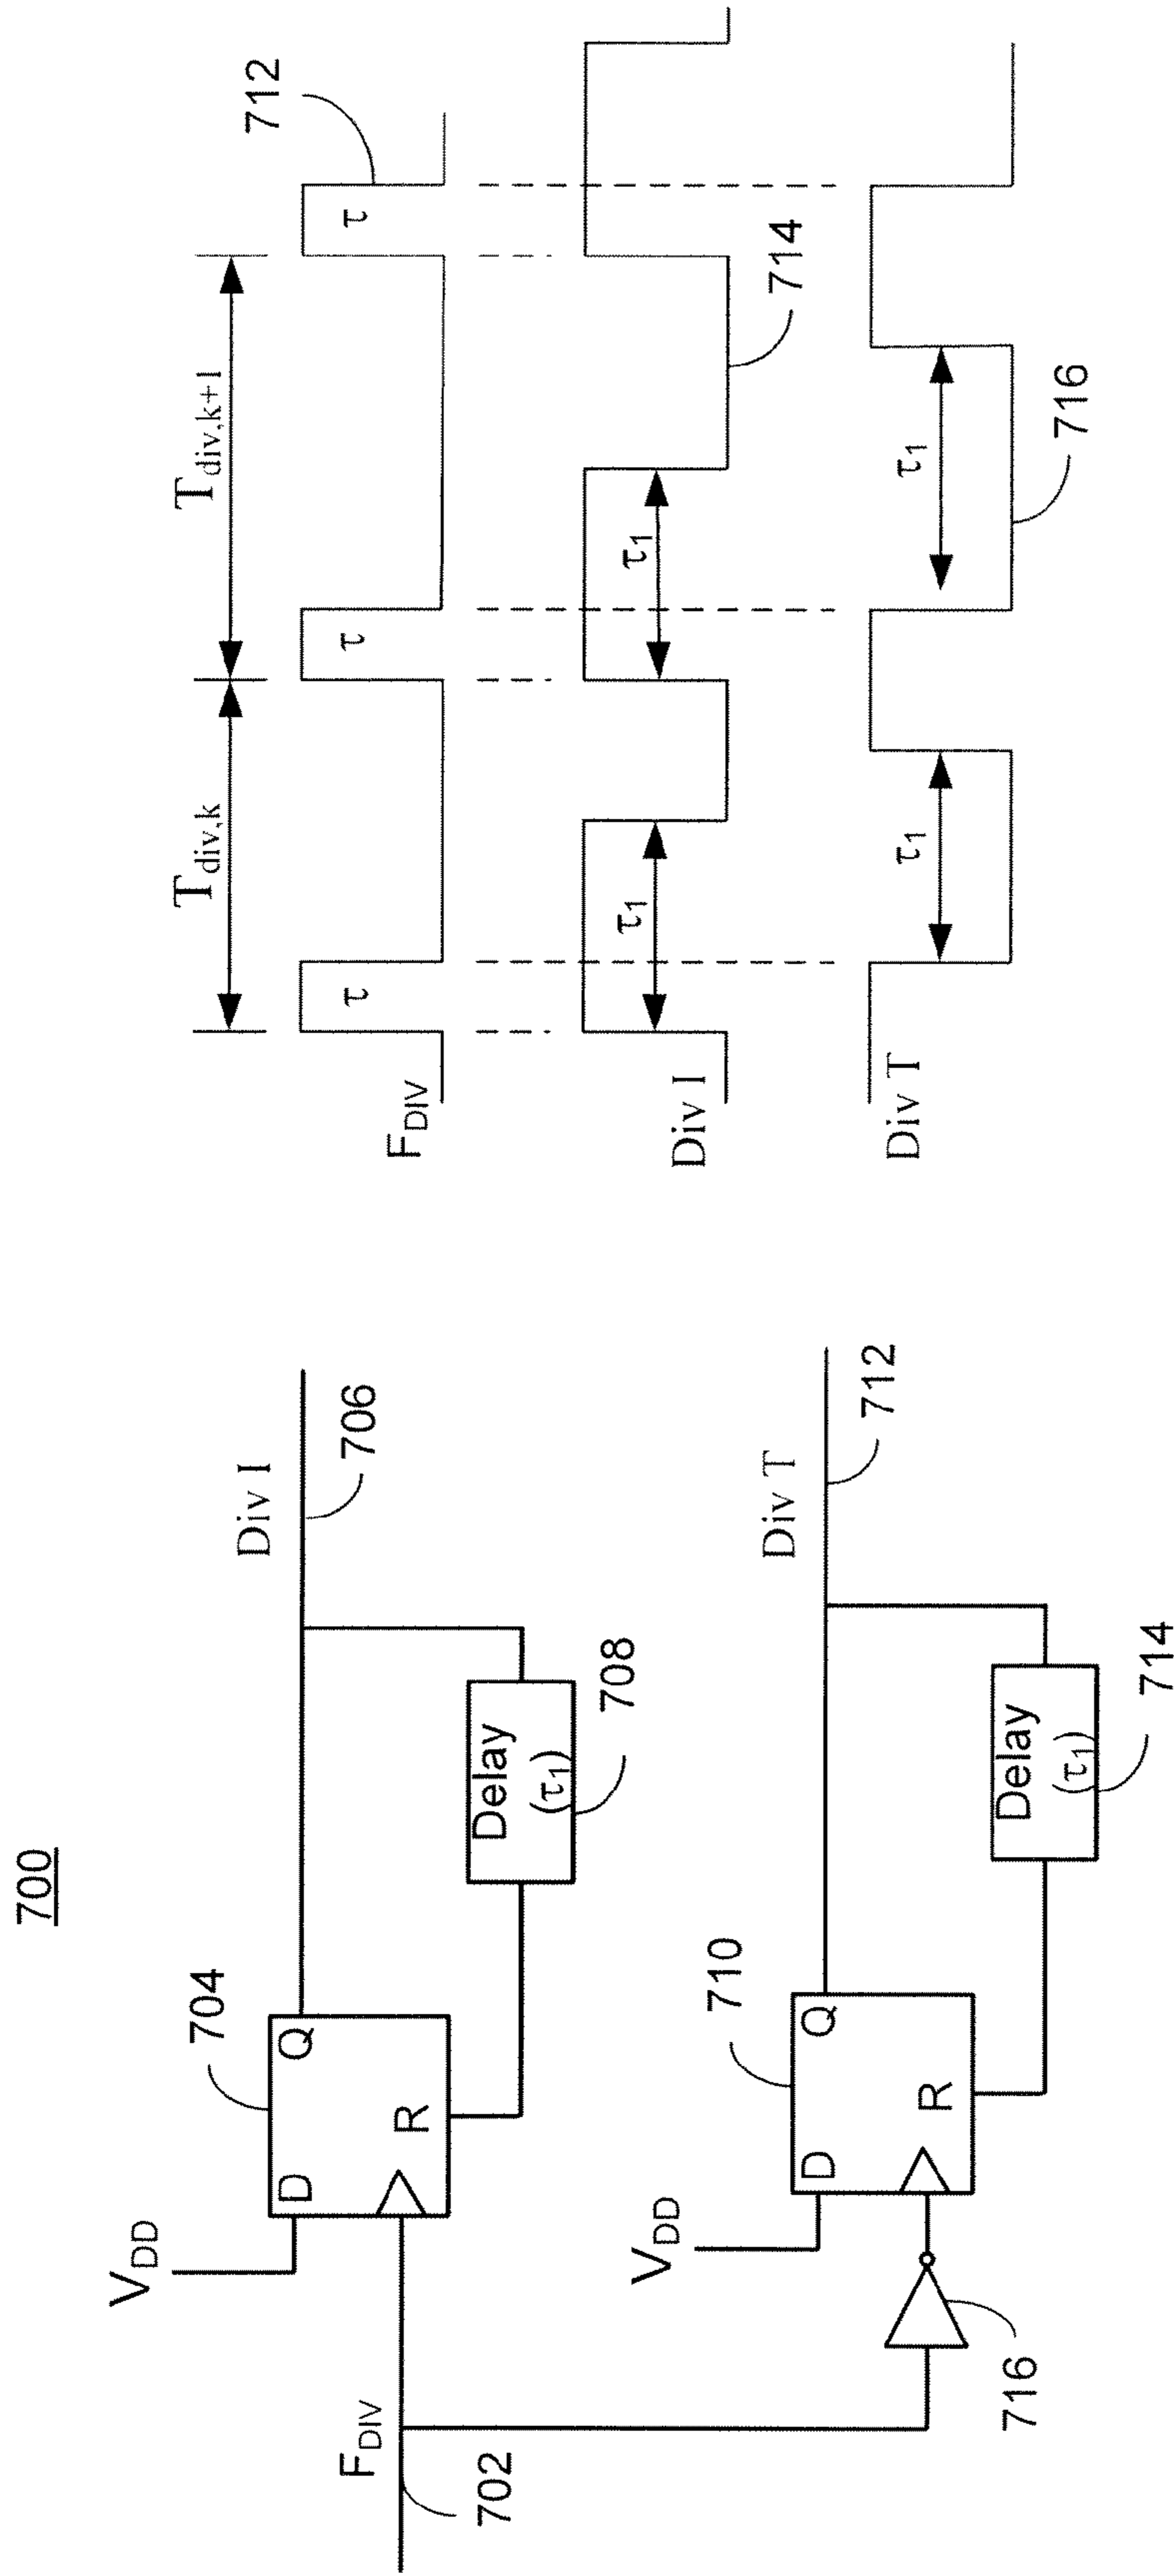 700
V_DD
704
D
Q
R
F_DIV
702
Div I
706
Delay
(τ₁)
708
V_DD
710
D
Q
R
716
Div T
712
Delay
(τ₁)
714
T_div,k
T_div,k+1
F_DIV
τ
τ
τ
712
Div I
τ₁
τ₁
714
Div T
τ₁
τ₁
716